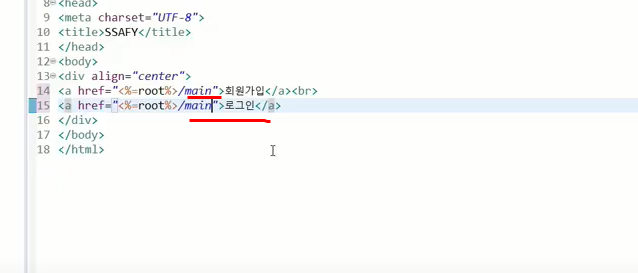 8 <head>
9 <meta charset="UTF-8">
10 <title>SSAFY</title>
11 </head>
12 <body>
13 <div align="center">
14 <a href="<%=root%>/main">회원가입</a><br>
15 <a href="<%=root%>/main">로그인</a>
16 </div>
17 </body>
18 </html>